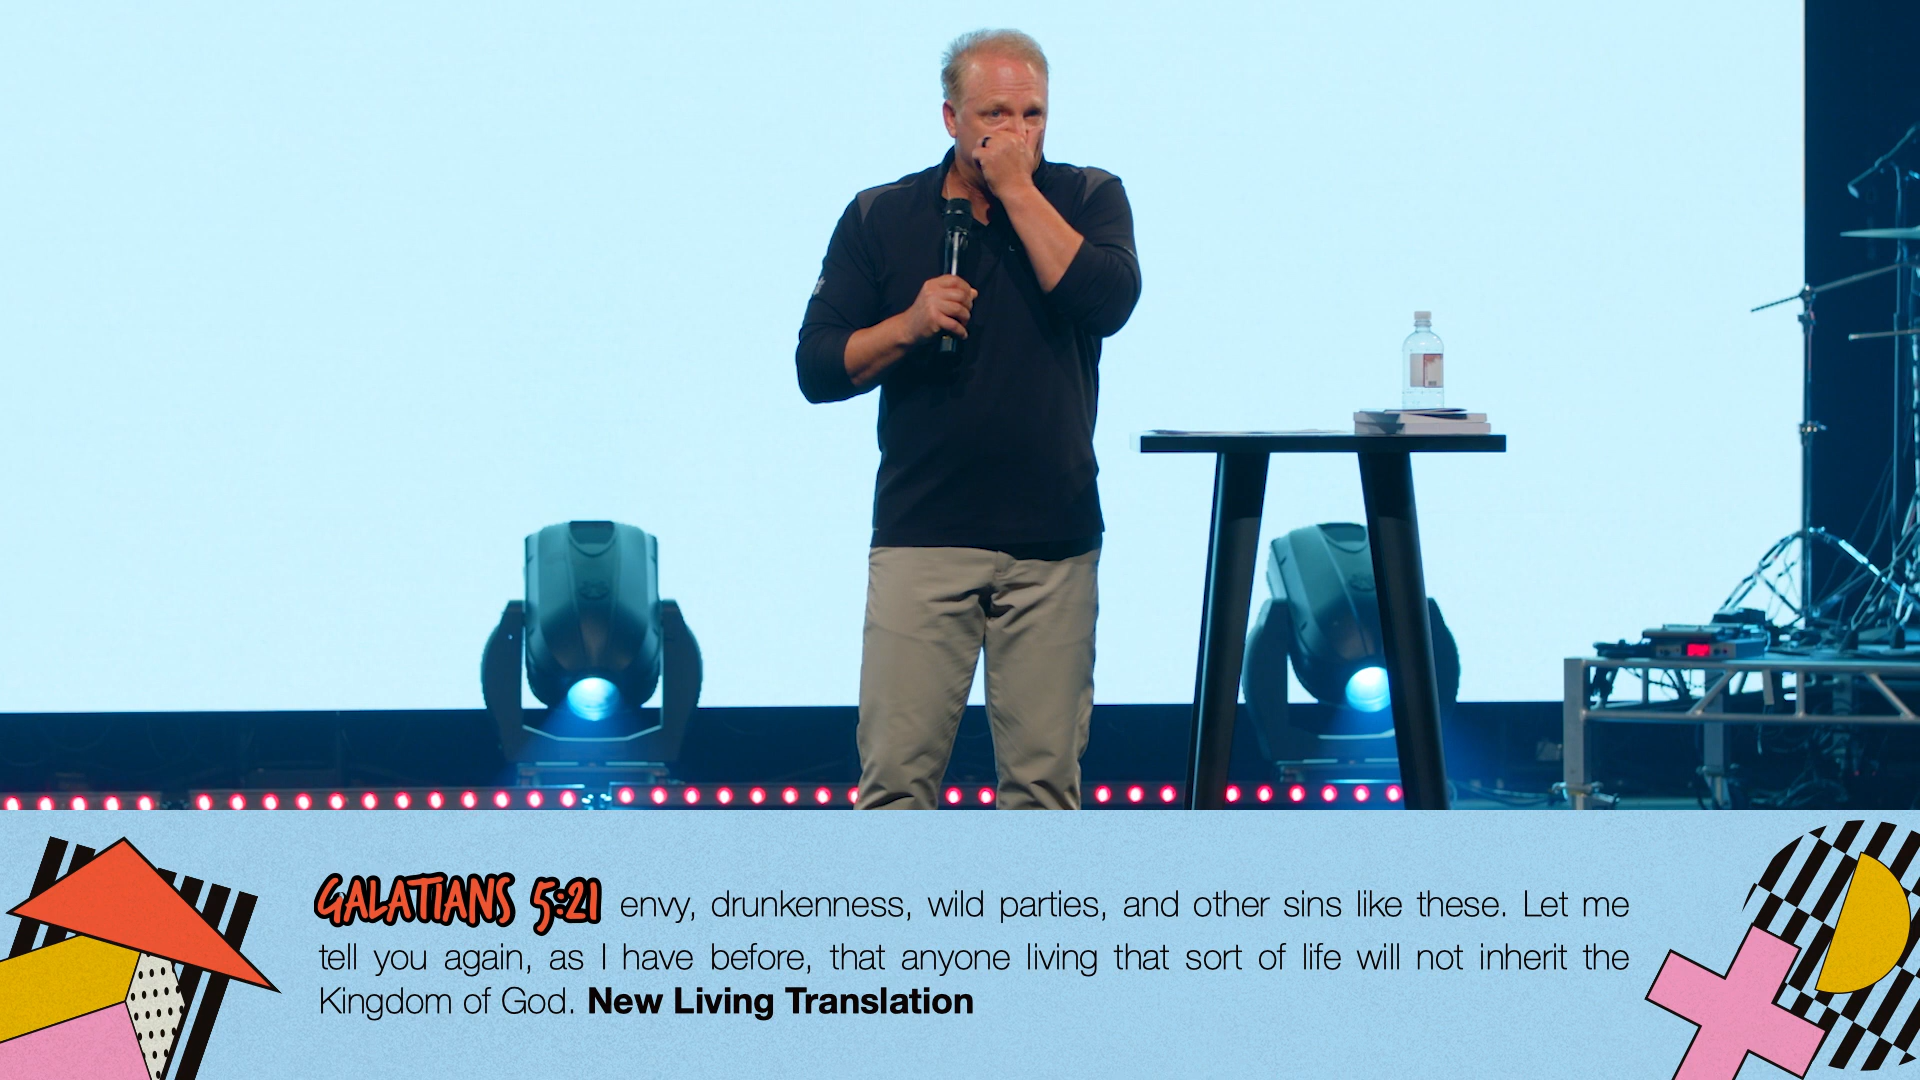 GALATIANS 5:21 envy, drunkenness, wild parties, and other sins like these. Let me
tell you again, as I have before, that anyone living that sort of life will not inherit the
Kingdom of God. New Living Translation